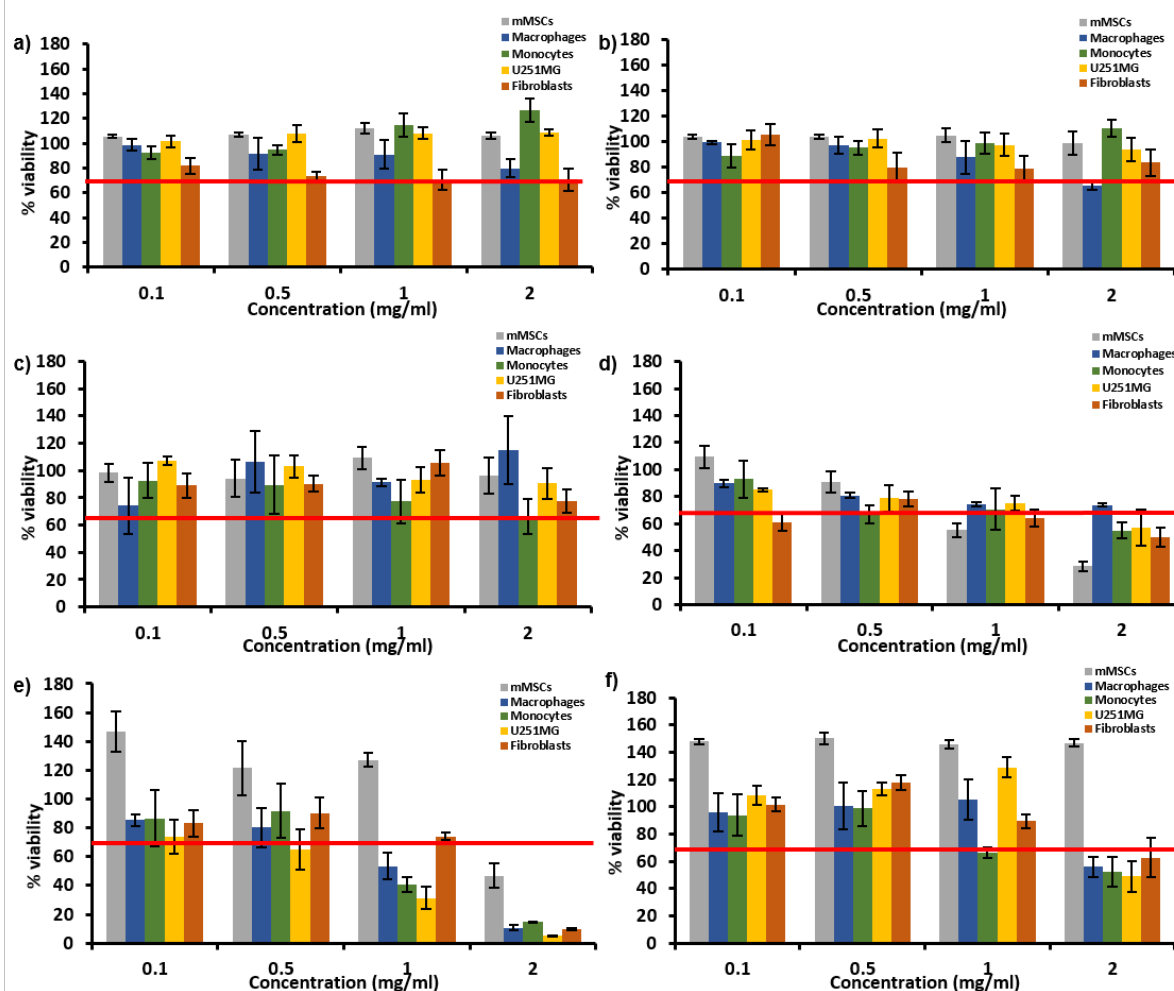 a)
mMSCs
Macrophages
Monocytes
U251MG
Fibroblasts
% viability
180
160
140
120
100
80
60
40
20
0
0.1 0.5 1 2
Concentration (mg/ml)
b)
mMSCs
Macrophages
Monocytes
U251MG
Fibroblasts
% viability
180
160
140
120
100
80
60
40
20
0
0.1 0.5 1 2
Concentration (mg/ml)
c)
mMSCs
Macrophages
Monocytes
U251MG
Fibroblasts
% viability
180
160
140
120
100
80
60
40
20
0
0.1 0.5 1 2
Concentration (mg/ml)
d)
mMSCs
Macrophages
Monocytes
U251MG
Fibroblasts
% viability
180
160
140
120
100
80
60
40
20
0
0.1 0.5 1 2
Concentration (mg/ml)
e)
mMSCs
Macrophages
Monocytes
U251MG
Fibroblasts
% viability
180
160
140
120
100
80
60
40
20
0
0.1 0.5 1 2
Concentration (mg/ml)
f)
mMSCs
Macrophages
Monocytes
U251MG
Fibroblasts
% viability
180
160
140
120
100
80
60
40
20
0
0.1 0.5 1 2
Concentration (mg/ml)